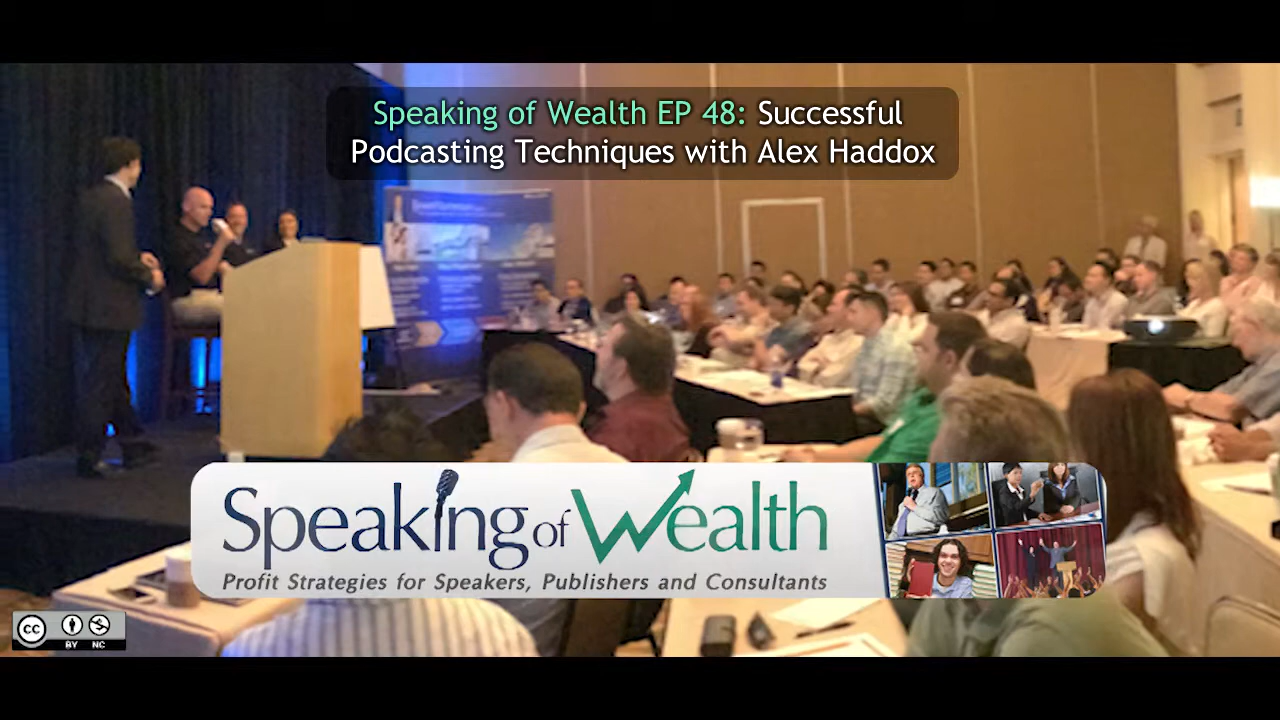 Speaking of Wealth EP 48: Successful
Podcasting Techniques with Alex Haddox
Speaking of Wealth
Profit Strategies for Speakers, Publishers and Consultants
cc
BY NC